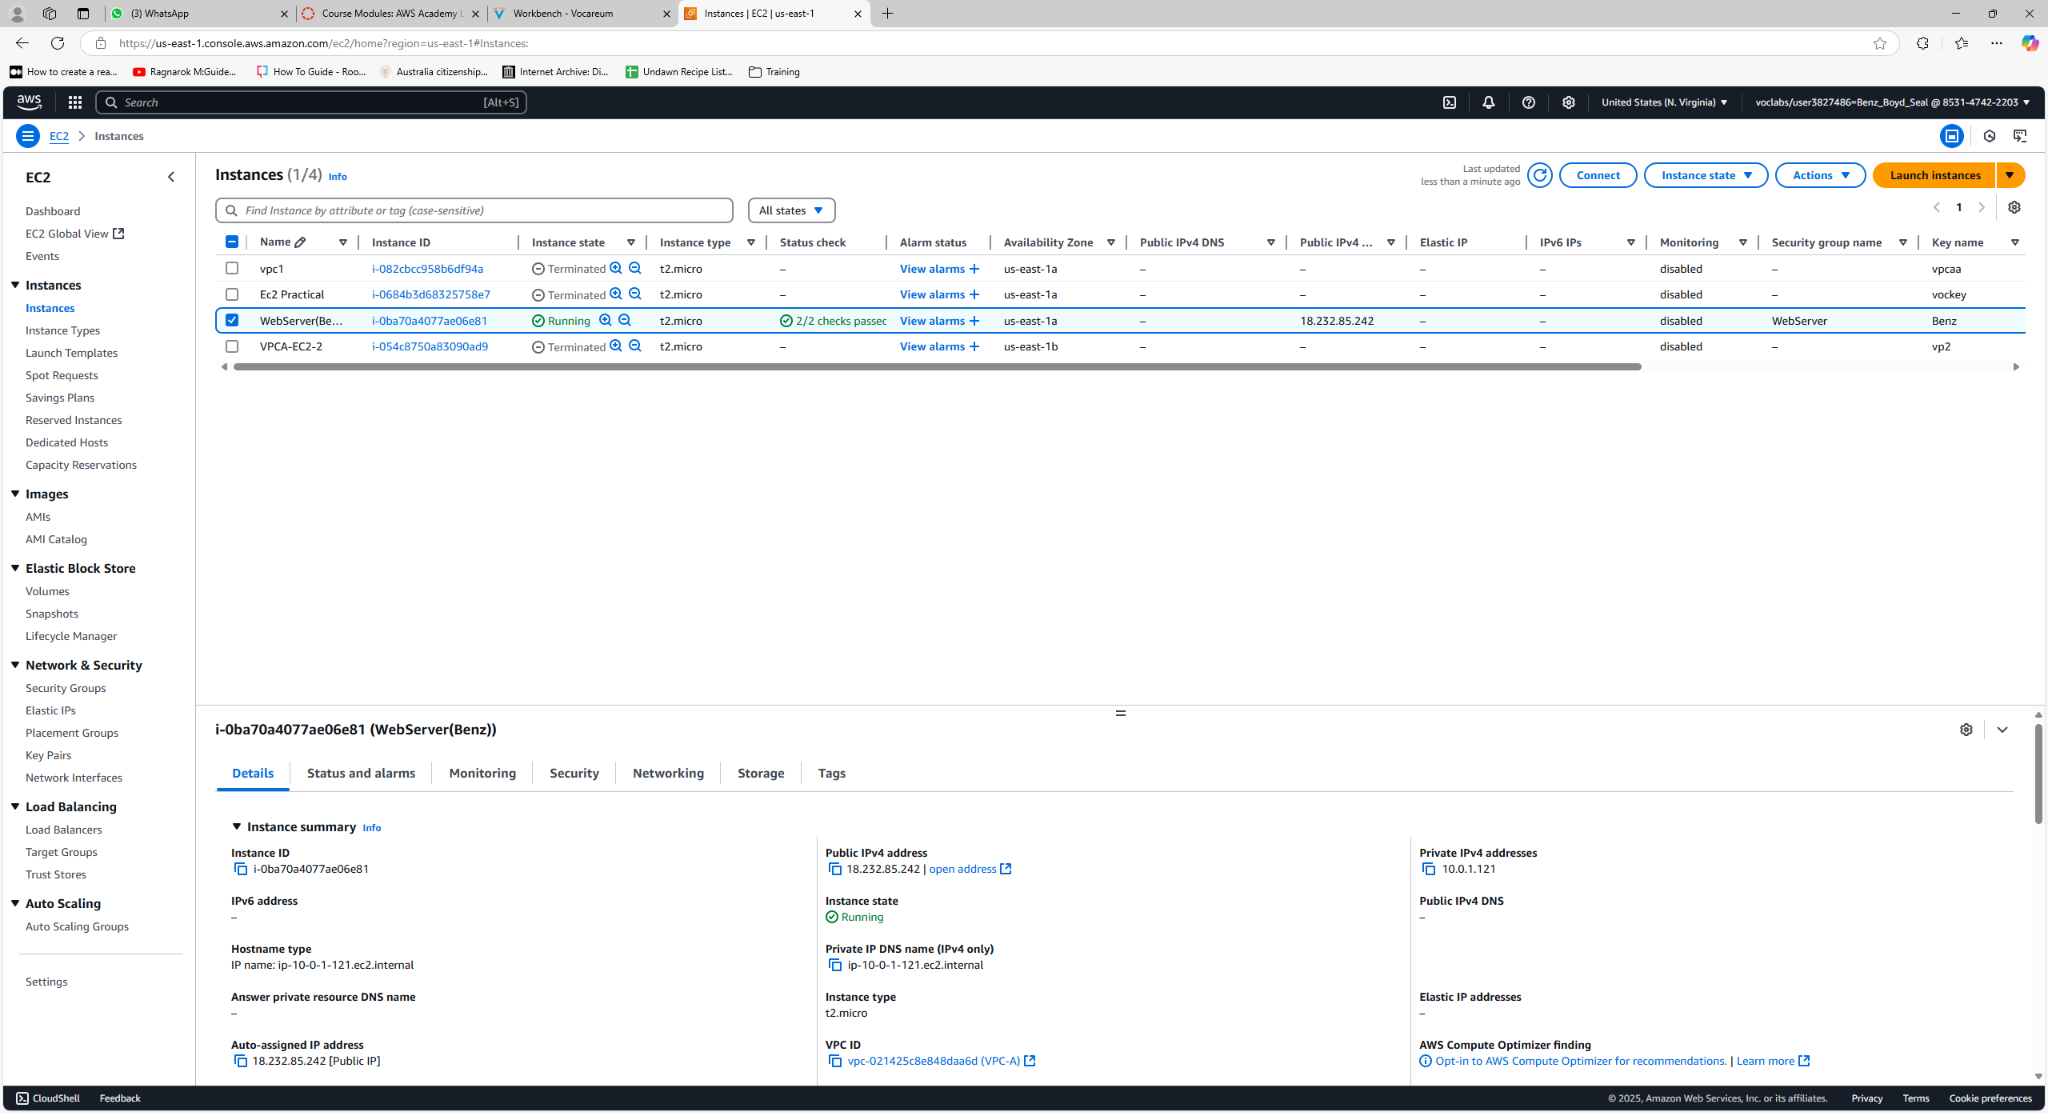 (3) WhatsApp
Course Modules: AWS Academy L
Workbench - Vocareum
Instances | EC2 | us-east-1
https://us-east-1.console.aws.amazon.com/ec2/home?region=us-east-1#Instances:
How to create a rea...
Ragnarok McGuide...
How To Guide - Roo...
Australia citizenship...
Internet Archive: Di...
Undawn Recipe List...
Training
aws
Search
[Alt+S]
United States (N. Virginia)
voclabs/user3827486=Benz_Boyd_Seal @ 8531-4742-2203
EC2
Instances
EC2
Dashboard
EC2 Global View
Events
Instances
Instances
Instance Types
Launch Templates
Spot Requests
Savings Plans
Reserved Instances
Dedicated Hosts
Capacity Reservations
Images
AMIs
AMI Catalog
Elastic Block Store
Volumes
Snapshots
Lifecycle Manager
Network & Security
Security Groups
Elastic IPs
Placement Groups
Key Pairs
Network Interfaces
Load Balancing
Load Balancers
Target Groups
Trust Stores
Auto Scaling
Auto Scaling Groups
Settings
Instances (1/4) Info
Last updated
less than a minute ago
Connect
Instance state
Actions
Launch instances
Find Instance by attribute or tag (case-sensitive)
All states
1
Name Instance ID Instance state Instance type Status check Alarm status Availability Zone Public IPv4 DNS Public IPv4 ... Elastic IP IPv6 IPs Monitoring Security group name Key name
vpc1 i-082cbcc958b6df94a Terminated t2.micro – View alarms + us-east-1a – – – – disabled – vpcaa
Ec2 Practical i-0684b3d68325758e7 Terminated t2.micro – View alarms + us-east-1a – – – – disabled – vockey
WebServer(Be... i-0ba70a4077ae06e81 Running t2.micro 2/2 checks passed View alarms + us-east-1a – 18.232.85.242 – – disabled WebServer Benz
VPCA-EC2-2 i-054c8750a83090ad9 Terminated t2.micro – View alarms + us-east-1b – – – – disabled – vp2
i-0ba70a4077ae06e81 (WebServer(Benz))
Details
Status and alarms
Monitoring
Security
Networking
Storage
Tags
Instance summary Info
Instance ID
i-0ba70a4077ae06e81
Public IPv4 address
18.232.85.242 | open address
Private IPv4 addresses
10.0.1.121
IPv6 address
–
Instance state
Running
Public IPv4 DNS
–
Hostname type
IP name: ip-10-0-1-121.ec2.internal
Private IP DNS name (IPv4 only)
ip-10-0-1-121.ec2.internal
Answer private resource DNS name
–
Instance type
t2.micro
Elastic IP addresses
–
Auto-assigned IP address
18.232.85.242 [Public IP]
VPC ID
vpc-021425c8e848daa6d (VPC-A)
AWS Compute Optimizer finding
Opt-in to AWS Compute Optimizer for recommendations. | Learn more
CloudShell
Feedback
© 2025, Amazon Web Services, Inc. or its affiliates.
Privacy
Terms
Cookie preferences